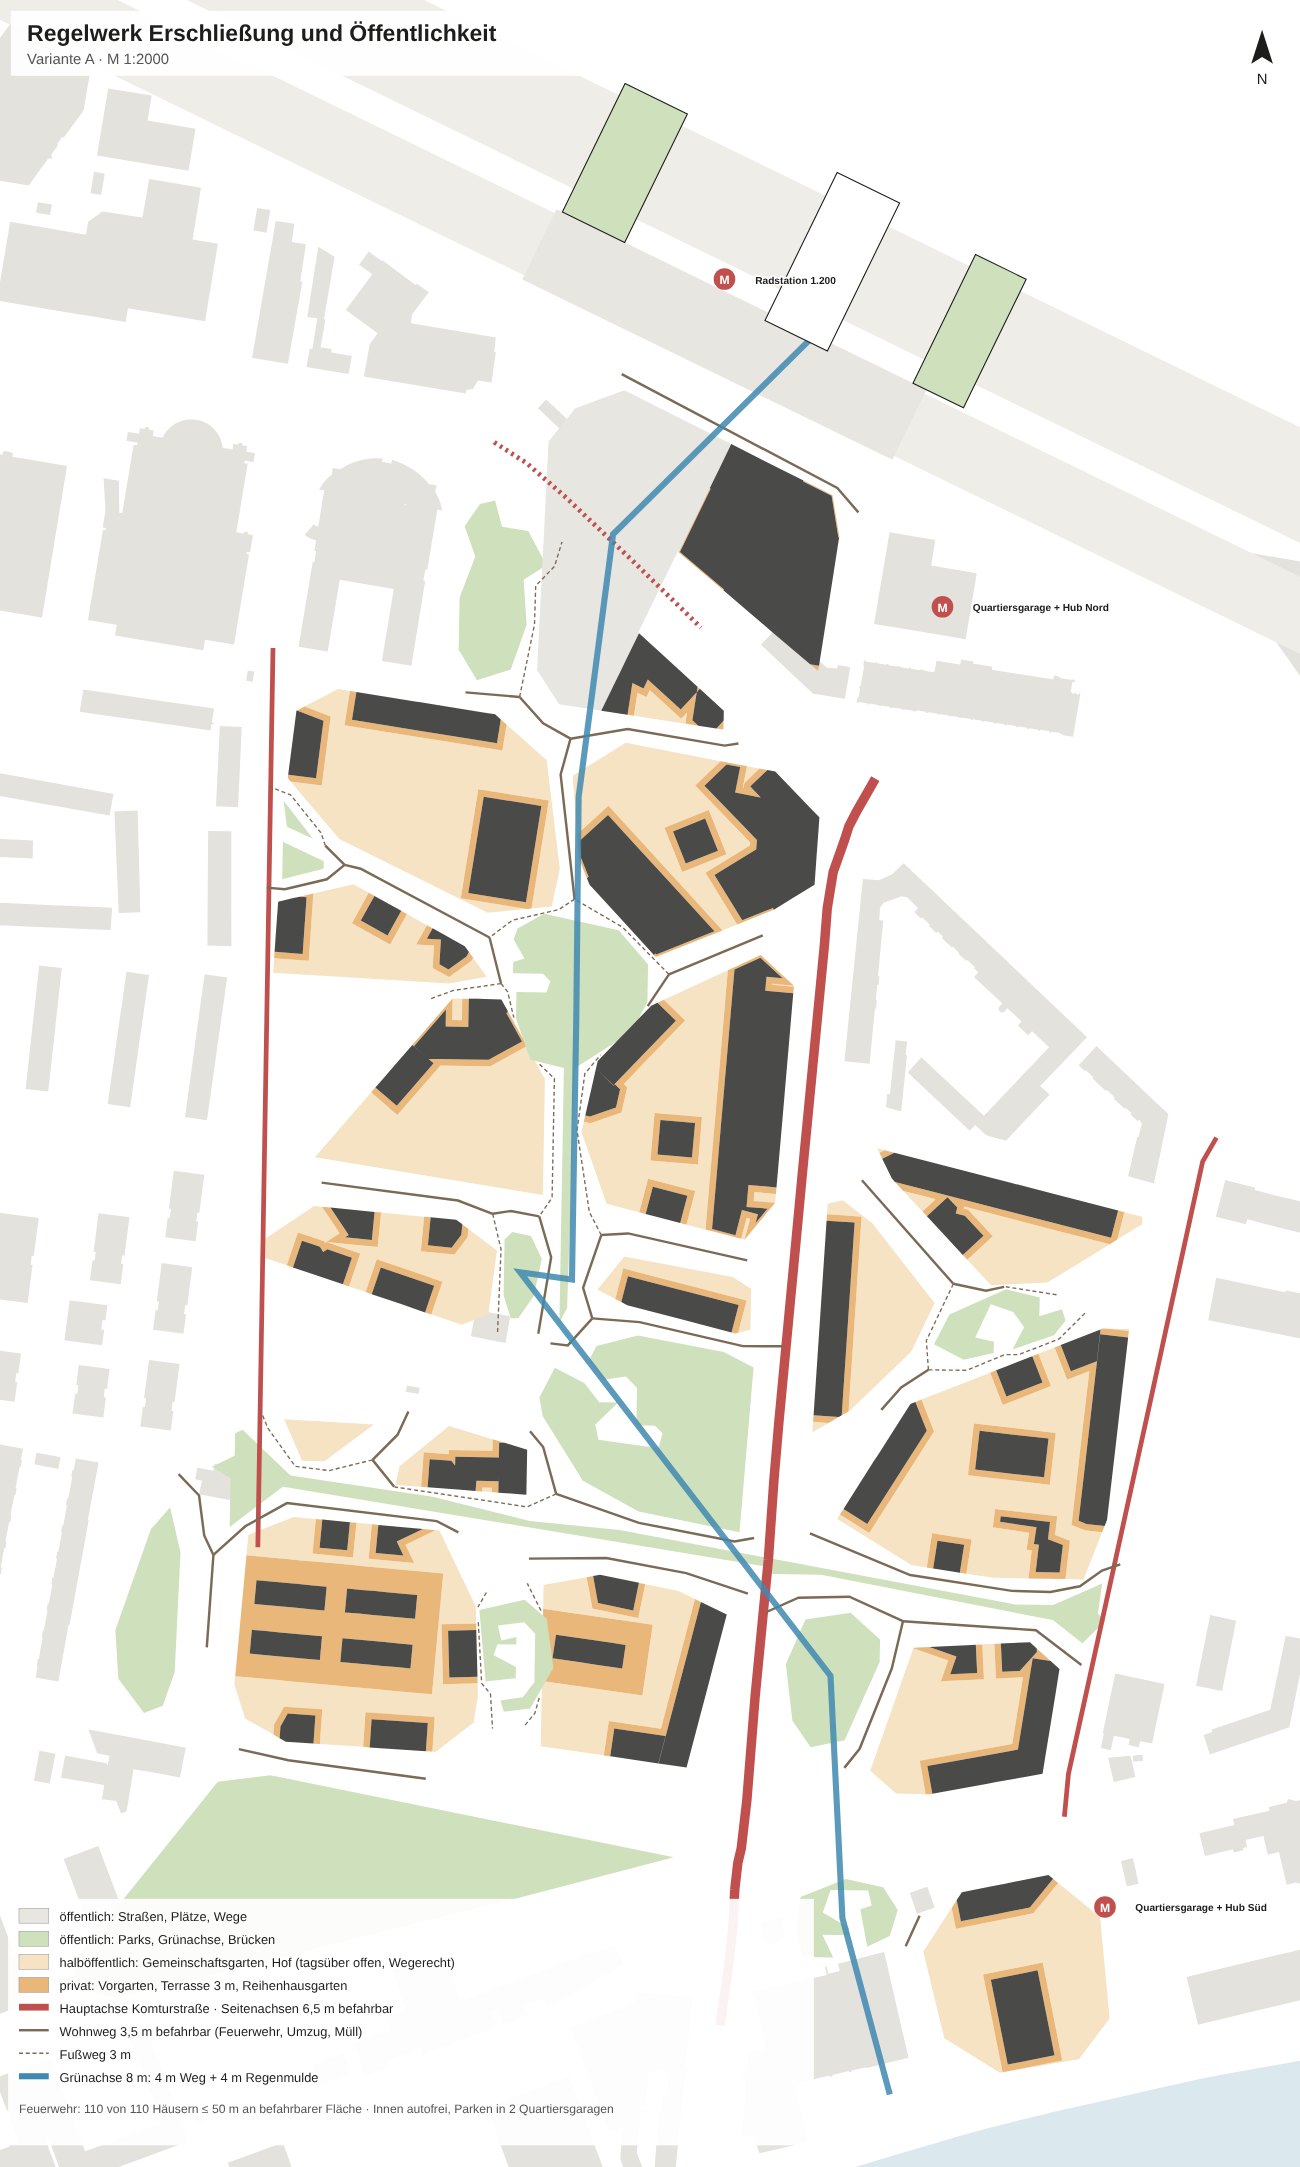 Regelwerk Erschließung und Öffentlichkeit
Variante A · M 1:2000
N
M Radstation 1.200
M Quartiersgarage + Hub Nord
M Quartiersgarage + Hub Süd
öffentlich: Straßen, Plätze, Wege
öffentlich: Parks, Grünachse, Brücken
halböffentlich: Gemeinschaftsgarten, Hof (tagsüber offen, Wegerecht)
privat: Vorgarten, Terrasse 3 m, Reihenhausgarten
Hauptachse Komturstraße · Seitenachsen 6,5 m befahrbar
Wohnweg 3,5 m befahrbar (Feuerwehr, Umzug, Müll)
Fußweg 3 m
Grünachse 8 m: 4 m Weg + 4 m Regenmulde
Feuerwehr: 110 von 110 Häusern ≤ 50 m an befahrbarer Fläche · Innen autofrei, Parken in 2 Quartiersgaragen